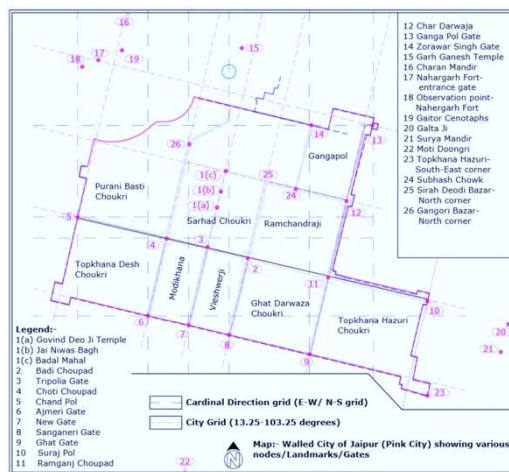 16
15
17
19
18
12 Char Darwaja
13 Ganga Pol Gate
14 Zorawar Singh Gate
15 Garh Ganesh Temple
16 Charan Mandir
17 Nahargarh Fort-
entrance gate
18 Observation point-
Nahergarh Fort
19 Gaitor Cenotaphs
20 Galta Ji
21 Surya Mandir
22 Moti Doongri
23 Topkhana Hazuri-
South-East corner
24 Subhash Chowk
25 Sirah Deodi Bazar-
North corner
26 Gangori Bazar-
North corner
14
13
26
Gangapol
1(c)
25
Purani Basti
Choukri
1(b)
24
1(a)
12
Sarhad Choukri
Ramchandraji
5
4
3
2
Topkhana Desh
Choukri
Modikhana
Vieshwerji
11
Ghat Darwaza
Choukri
Topkhana Hazuri
Choukri
10
6
7
8
9
20
21
23
Legend:-
1(a) Govind Deo Ji Temple
1(b) Jai Niwas Bagh
1(c) Badal Mahal
2 Badi Choupad
3 Tripolia Gate
4 Choti Choupad
5 Chand Pol
6 Ajmeri Gate
7 New Gate
8 Sanganeri Gate
9 Ghat Gate
10 Suraj Pol
11 Ramganj Choupad
Cardinal Direction grid (E-W/ N-S grid)
City Grid (13.25-103.25 degrees)
22
N
Map:- Walled City of Jaipur (Pink City) showing various
nodes/Landmarks/Gates